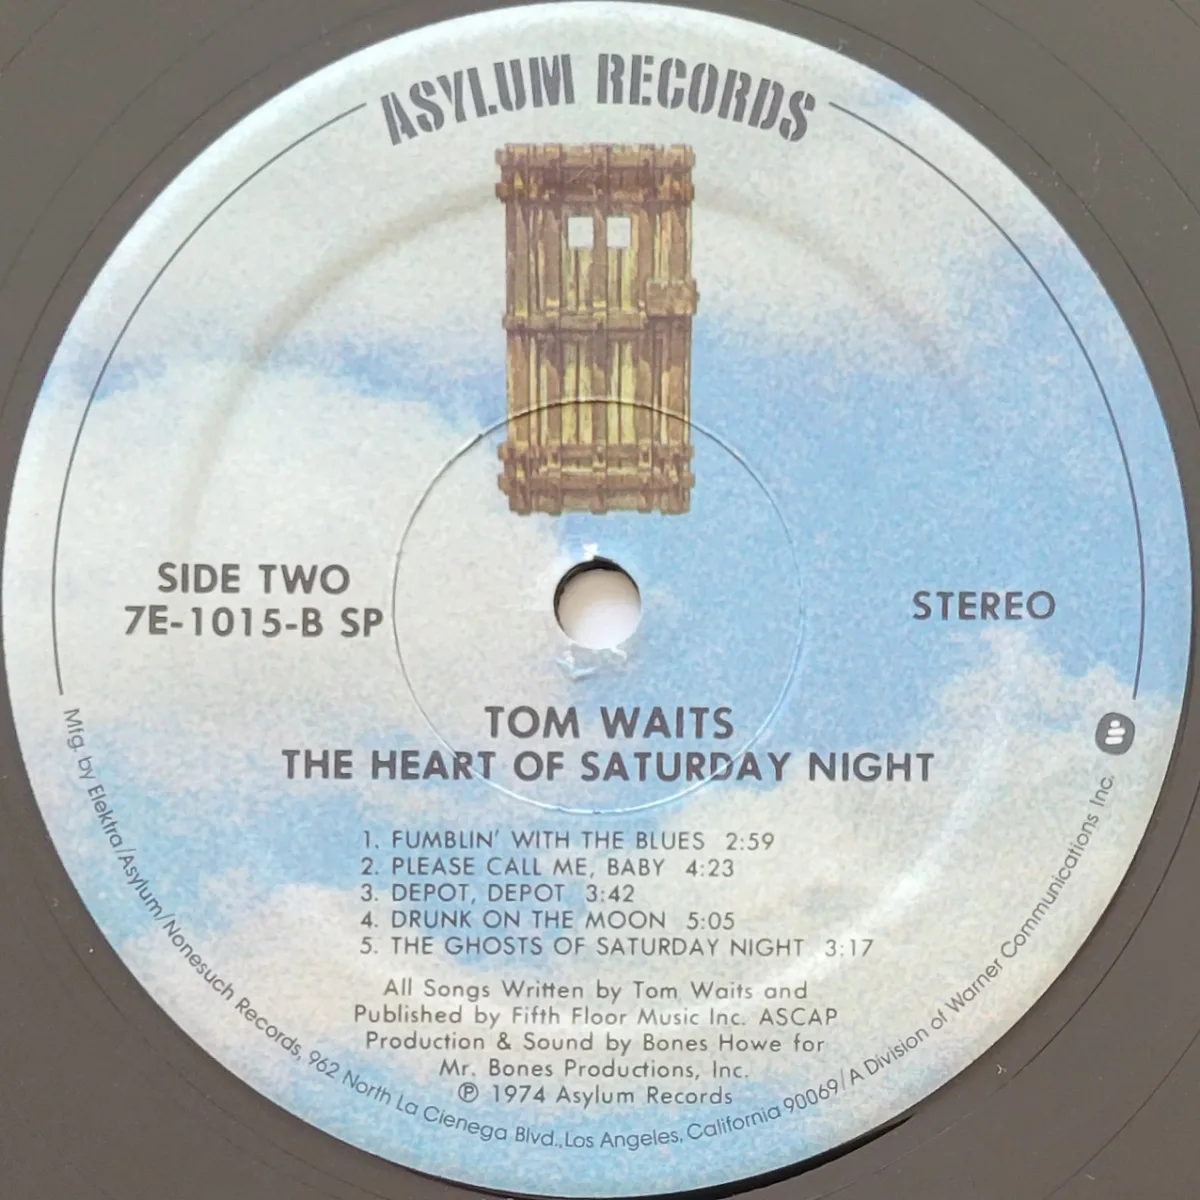 ASYLUM RECORDS
SIDE TWO
7E-1015-B SP
STEREO
TOM WAITS
THE HEART OF SATURDAY NIGHT
1. FUMBLIN' WITH THE BLUES 2:59
2. PLEASE CALL ME, BABY 4:23
3. DEPOT, DEPOT 3:42
4. DRUNK ON THE MOON 5:05
5. THE GHOSTS OF SATURDAY NIGHT 3:17
All Songs Written by Tom Waits and
Published by Fifth Floor Music Inc. ASCAP
Production & Sound by Bones Howe for
Mr. Bones Productions, Inc.
℗ 1974 Asylum Records
Mfg. by Elektra/Asylum/Nonesuch Records, 962 North La Cienega Blvd., Los Angeles, California 90069/A Division of Warner Communications Inc.